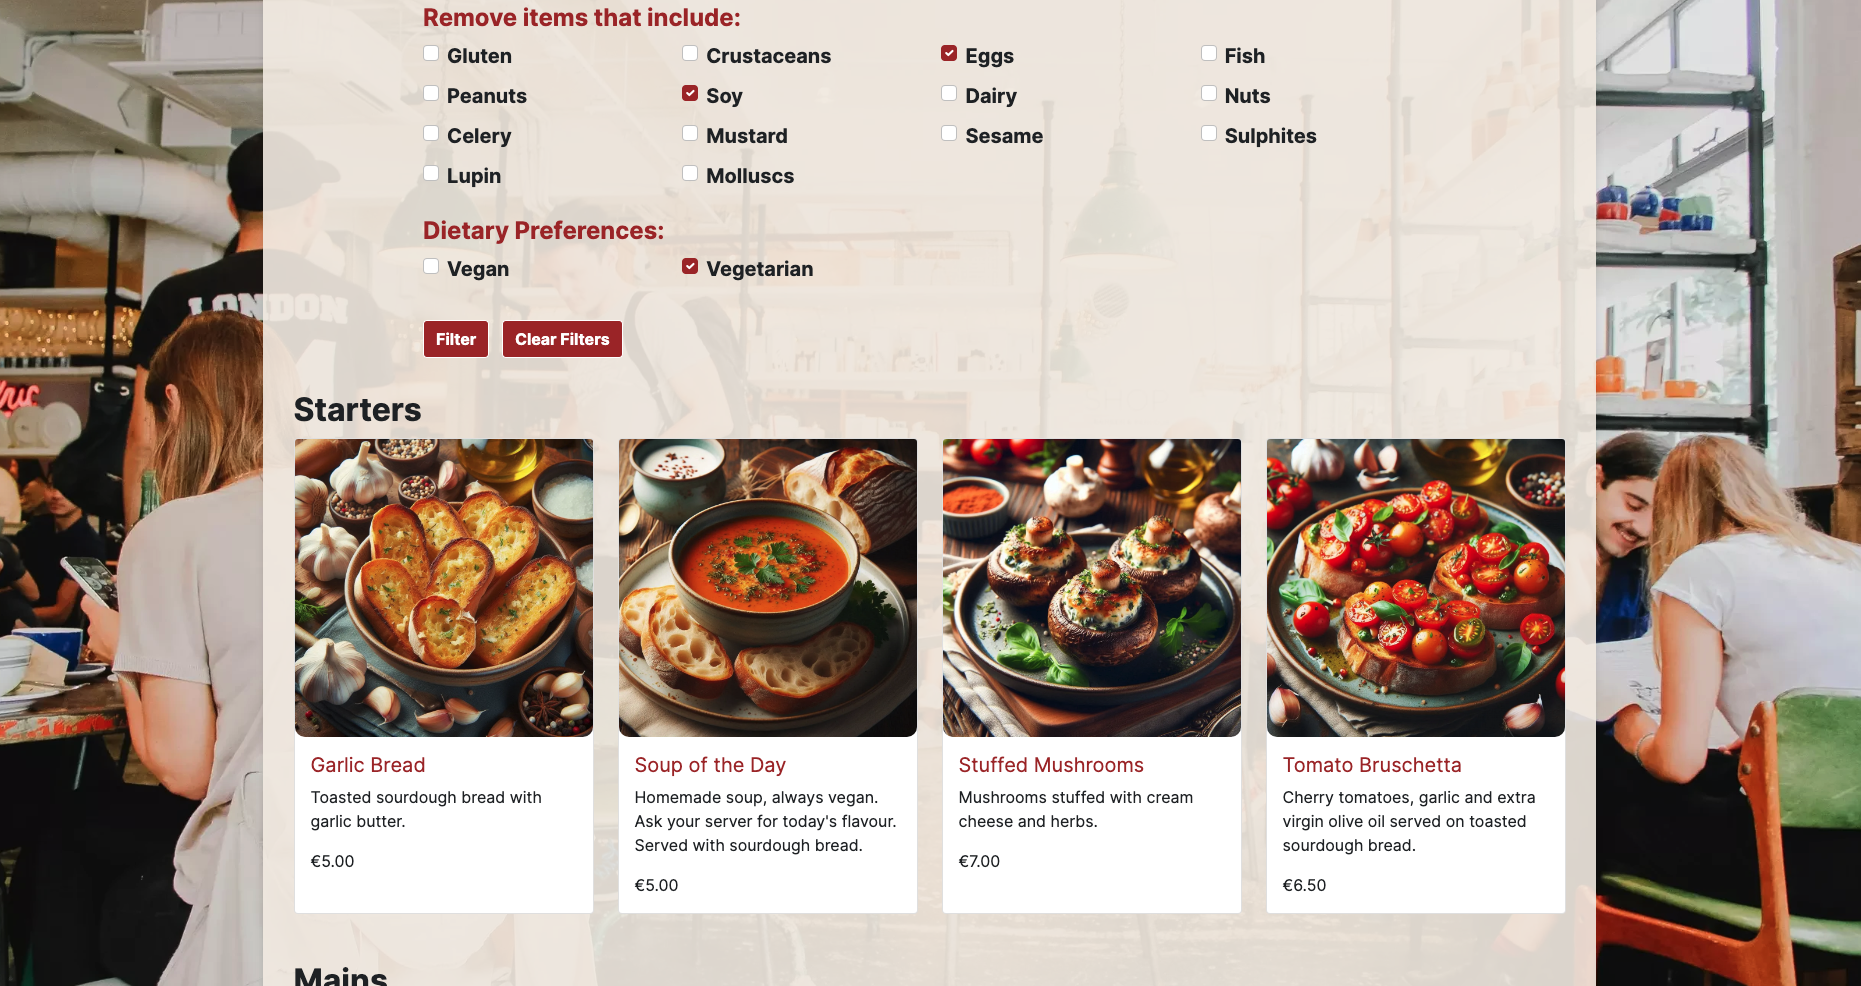 Remove items that include:
Gluten
Crustaceans
Eggs
Fish
Peanuts
Soy
Dairy
Nuts
Celery
Mustard
Sesame
Sulphites
Lupin
Molluscs
Dietary Preferences:
Vegan
Vegetarian
LONDON
Filter
Clear Filters
Starters
Garlic Bread
Toasted sourdough bread with
garlic butter.
€5.00
Soup of the Day
Homemade soup, always vegan.
Ask your server for today's flavour.
Served with sourdough bread.
€5.00
Stuffed Mushrooms
Mushrooms stuffed with cream
cheese and herbs.
€7.00
Tomato Bruschetta
Cherry tomatoes, garlic and extra
virgin olive oil served on toasted
sourdough bread.
€6.50
Mains